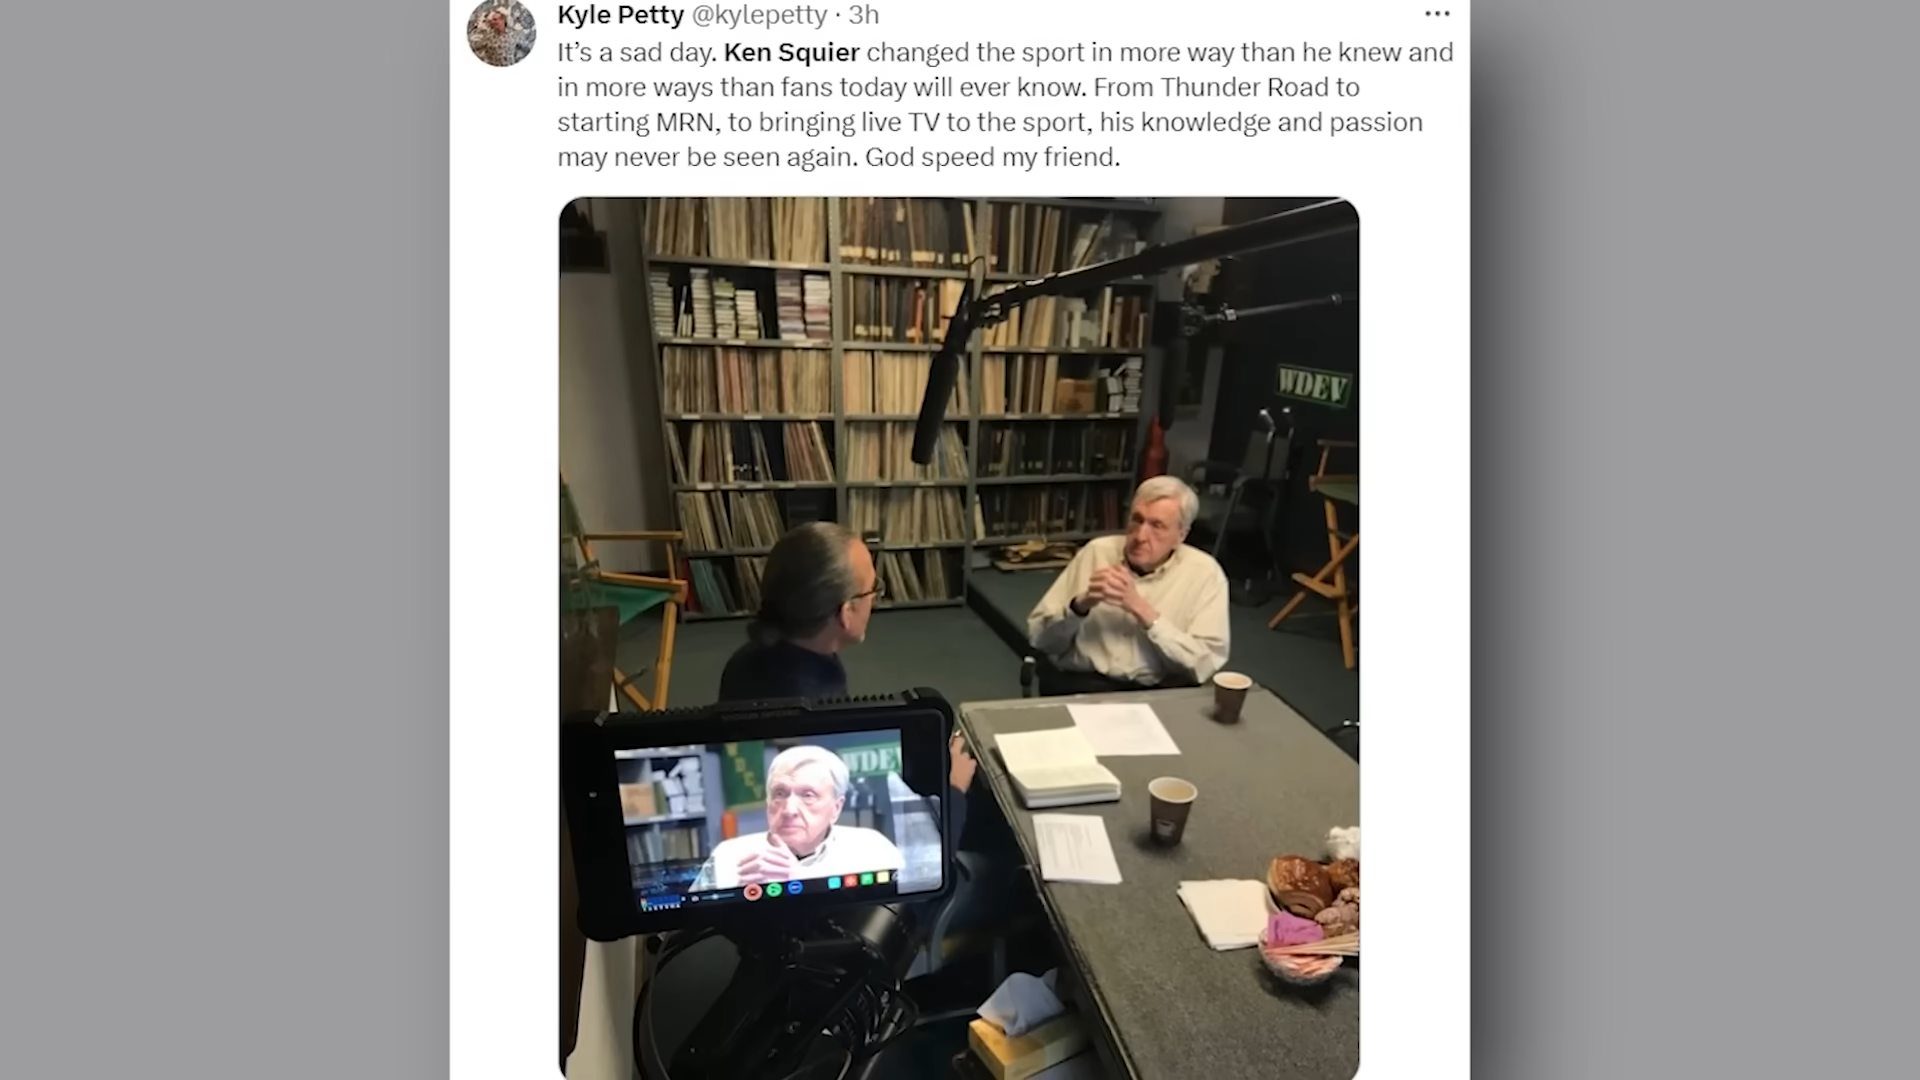 Kyle Petty @kylepetty · 3h
It’s a sad day. Ken Squier changed the sport in more way than he knew and
in more ways than fans today will ever know. From Thunder Road to
starting MRN, to bringing live TV to the sport, his knowledge and passion
may never be seen again. God speed my friend.
WDEV
WDE